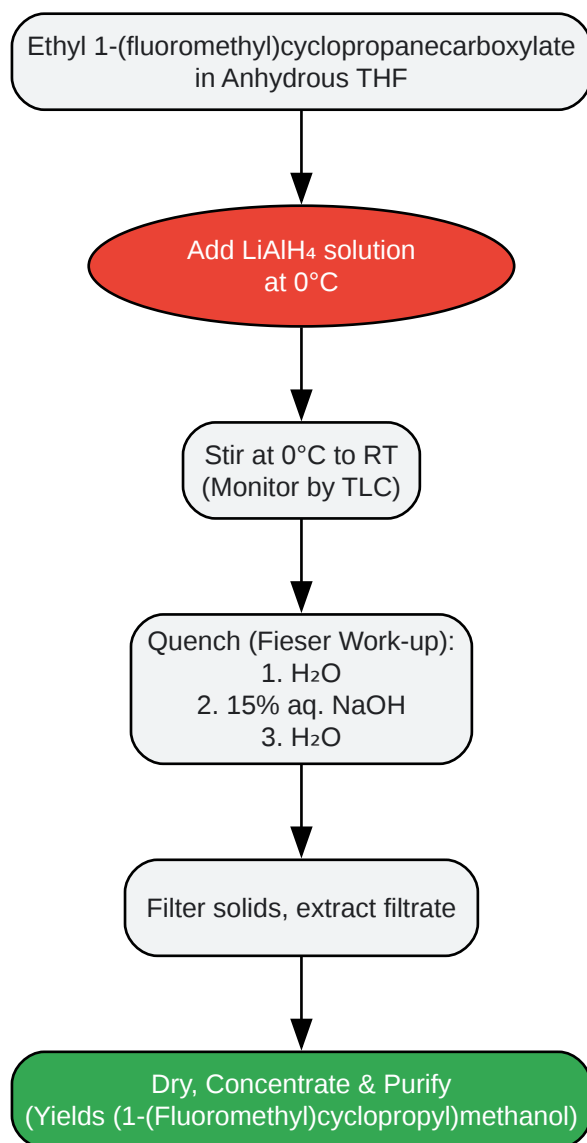 Ethyl 1-(fluoromethyl)cyclopropanecarboxylate
in Anhydrous THF
Add LiAlH₄ solution
at 0°C
Stir at 0°C to RT
(Monitor by TLC)
Quench (Fieser Work-up):
1. H₂O
2. 15% aq. NaOH
3. H₂O
Filter solids, extract filtrate
Dry, Concentrate & Purify
(Yields (1-(Fluoromethyl)cyclopropyl)methanol)